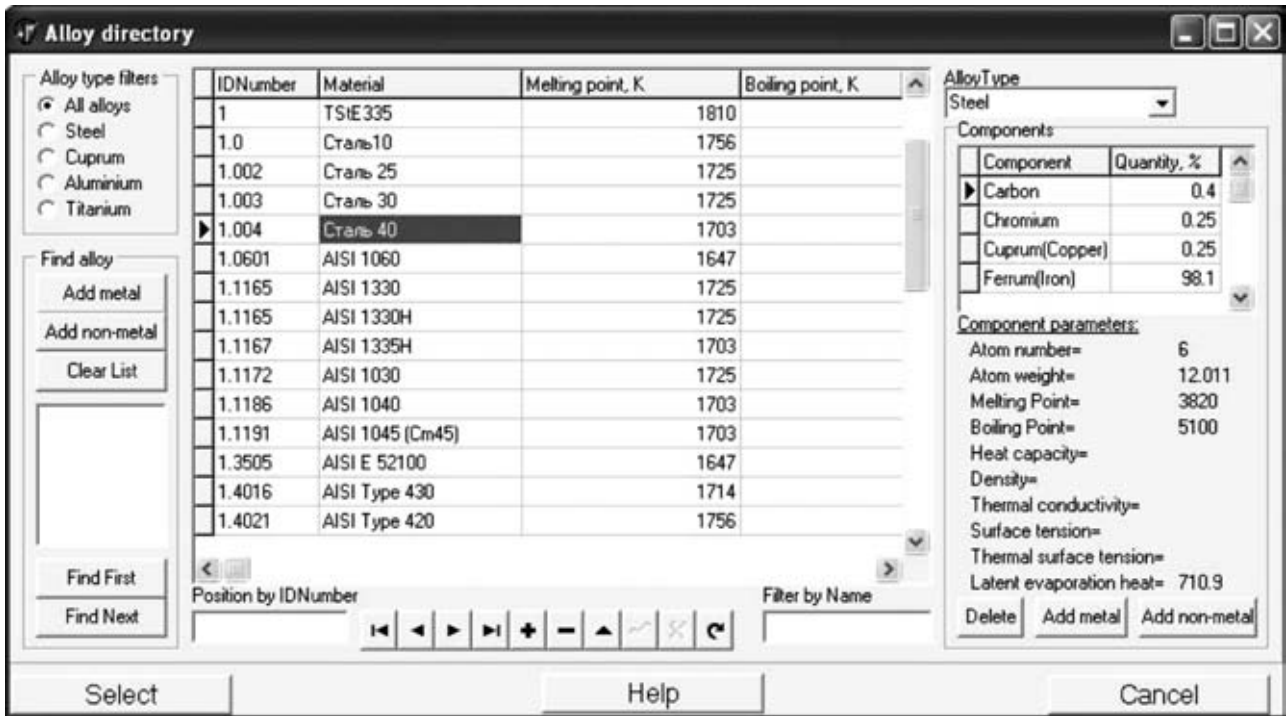 Alloy directory
Alloy type filters
All alloys
Steel
Cuprum
Aluminium
Titanium
Find alloy
Add metal
Add non-metal
Clear List
Find First
Find Next
IDNumber Material Melting point, K Boiling point, K
1 TStE335 1810
1.0 Сталь10 1756
1.002 Сталь 25 1725
1.003 Сталь 30 1725
1.004 Сталь 40 1703
1.0601 AISI 1060 1647
1.1165 AISI 1330 1725
1.1165 AISI 1330H 1725
1.1167 AISI 1335H 1703
1.1172 AISI 1030 1725
1.1186 AISI 1040 1703
1.1191 AISI 1045 (Cm45) 1703
1.3505 AISI E 52100 1647
1.4016 AISI Type 430 1714
1.4021 AISI Type 420 1756
Position by IDNumber
Filter by Name
AlloyType
Steel
Components
Component Quantity, %
Carbon 0.4
Chromium 0.25
Cuprum(Copper) 0.25
Ferrum(Iron) 98.1
Component parameters:
Atom number= 6
Atom weight= 12.011
Melting Point= 3820
Boiling Point= 5100
Heat capacity=
Density=
Thermal conductivity=
Surface tension=
Thermal surface tension=
Latent evaporation heat= 710.9
Delete Add metal Add non-metal
Select Help Cancel